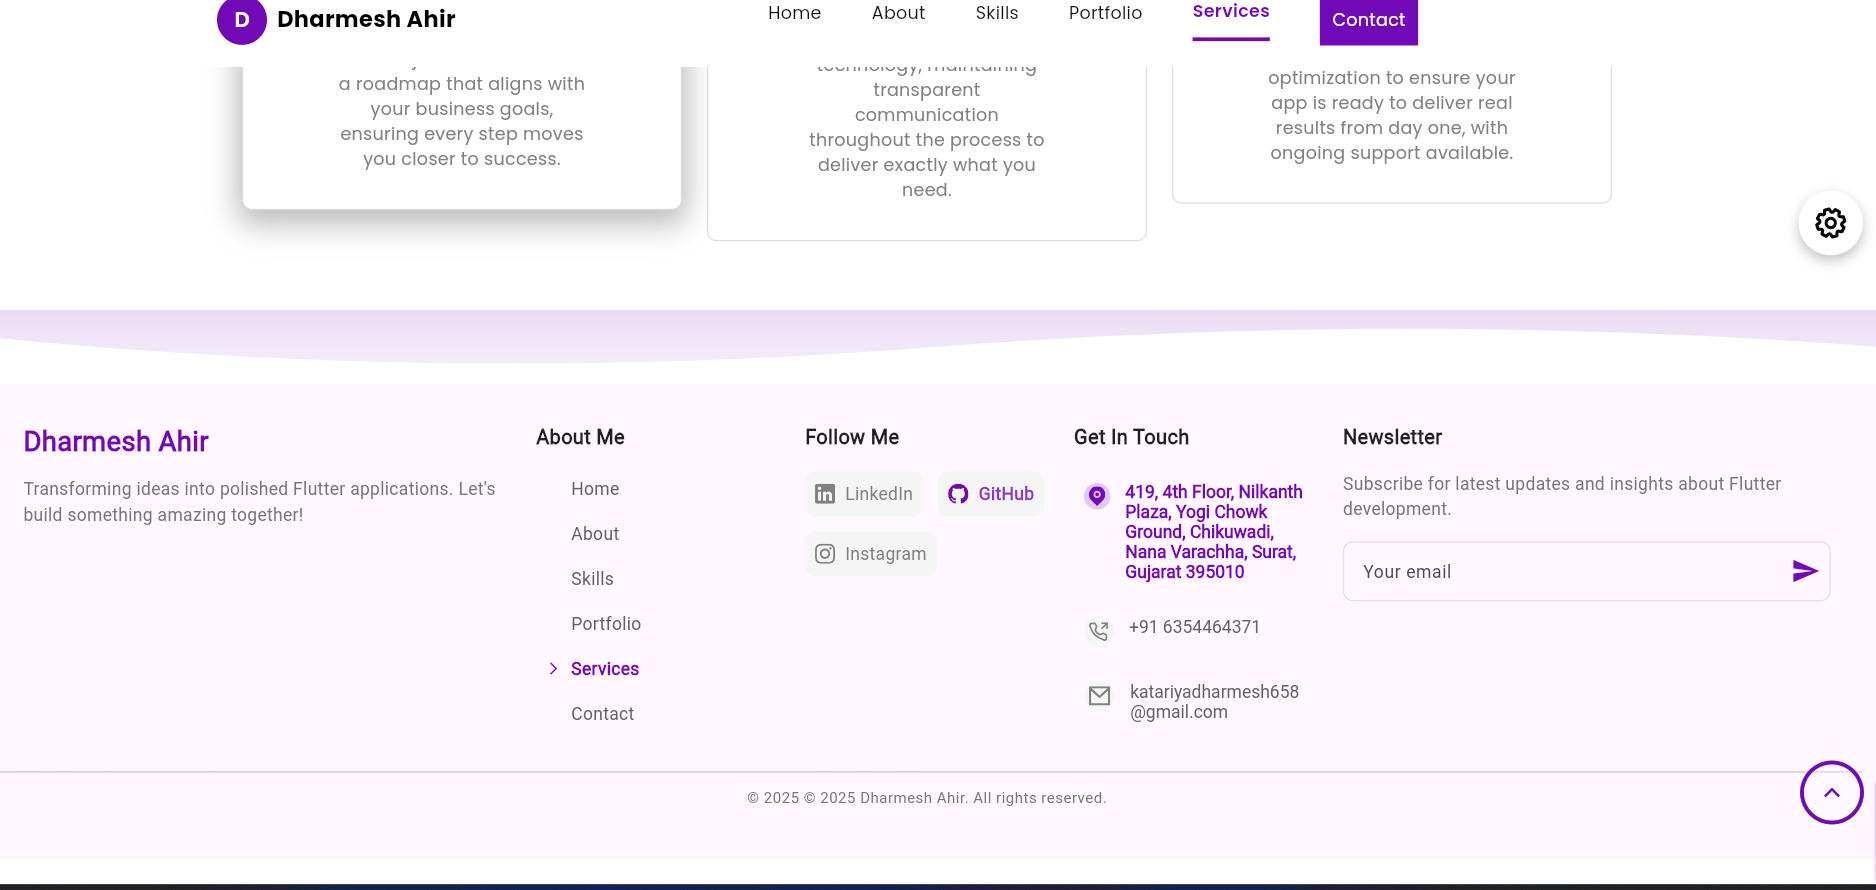 D Dharmesh Ahir
Home About Skills Portfolio Services Contact
a roadmap that aligns with
your business goals,
ensuring every step moves
you closer to success.
technology, maintaining
transparent
communication
throughout the process to
deliver exactly what you
need.
optimization to ensure your
app is ready to deliver real
results from day one, with
ongoing support available.
Dharmesh Ahir
Transforming ideas into polished Flutter applications. Let's
build something amazing together!
About Me
Home
About
Skills
Portfolio
Services
Contact
Follow Me
LinkedIn GitHub
Instagram
Get In Touch
419, 4th Floor, Nilkanth
Plaza, Yogi Chowk
Ground, Chikuwadi,
Nana Varachha, Surat,
Gujarat 395010
+91 6354464371
katariyadharmesh658
@gmail.com
Newsletter
Subscribe for latest updates and insights about Flutter
development.
Your email
© 2025 © 2025 Dharmesh Ahir. All rights reserved.